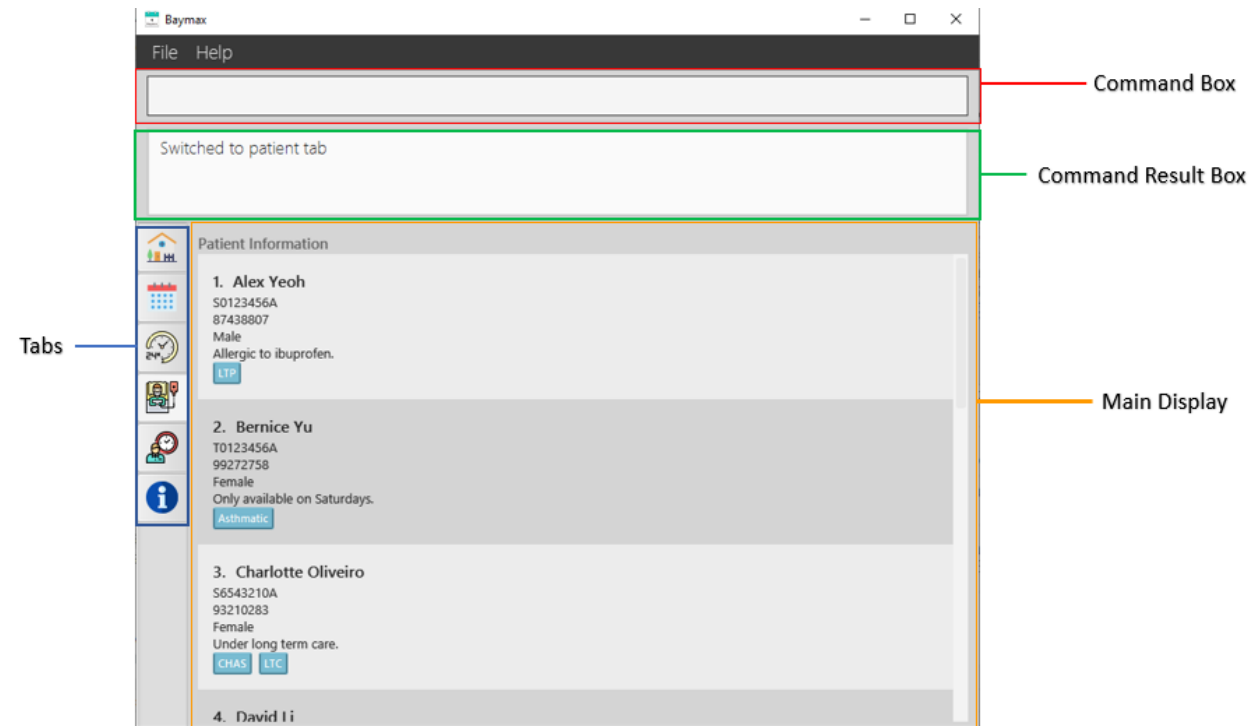 Baymax
File Help
Command Box
Switched to patient tab
Command Result Box
Patient Information
1. Alex Yeoh
S0123456A
87438807
Male
Allergic to ibuprofen.
LTP
Tabs
24H
Main Display
2. Bernice Yu
T0123456A
99272758
Female
Only available on Saturdays.
Asthmatic
3. Charlotte Oliveiro
S6543210A
93210283
Female
Under long term care.
CHAS LTC
4. David Li